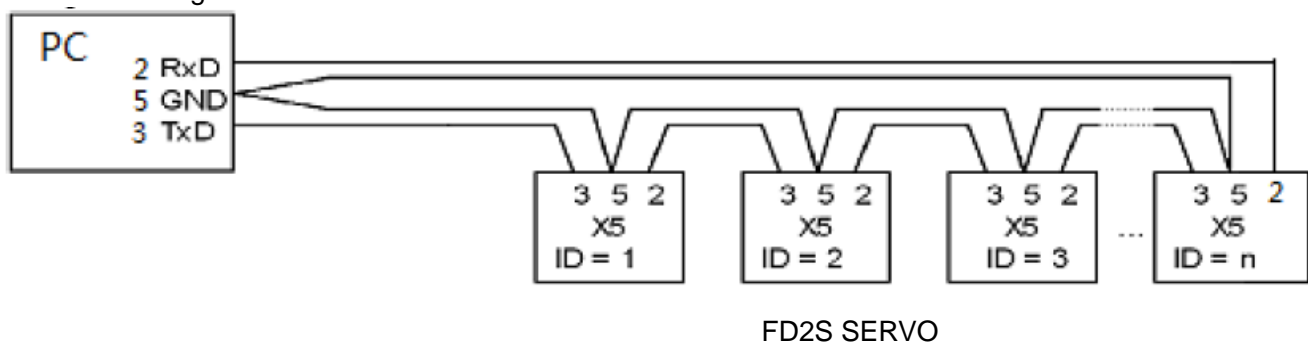 PC
2 RxD
5 GND
3 TxD
3 5 2 3 5 2 3 5 2 3 5 2
X5 X5 X5 ... X5
ID = 1 ID = 2 ID = 3 ID = n
FD2S SERVO